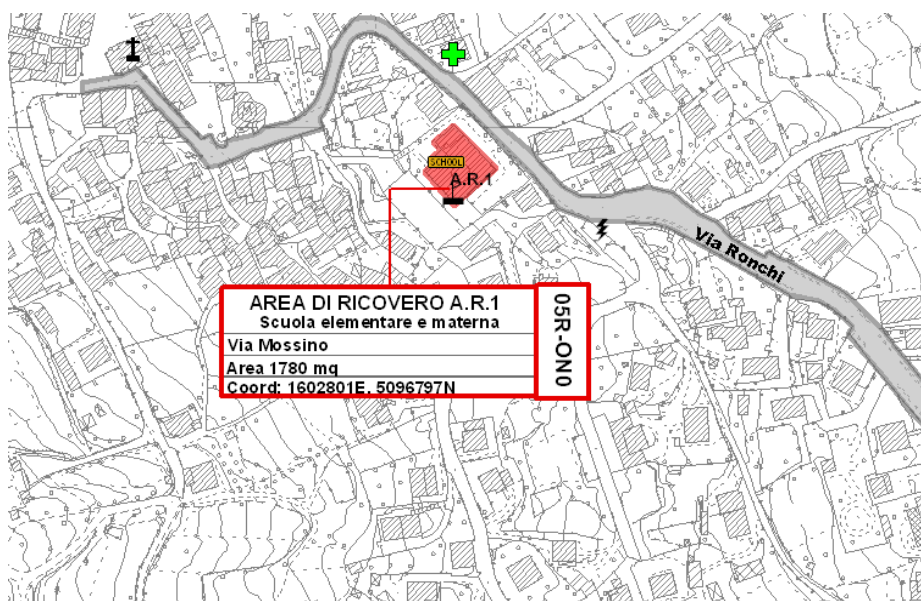 SCHOOL
A.R.1
Via Ronchi
AREA DI RICOVERO A.R.1
Scuola elementare e materna
Via Mossino
Area 1780 mq
Coord: 1602801E, 5096797N
05R-ON0